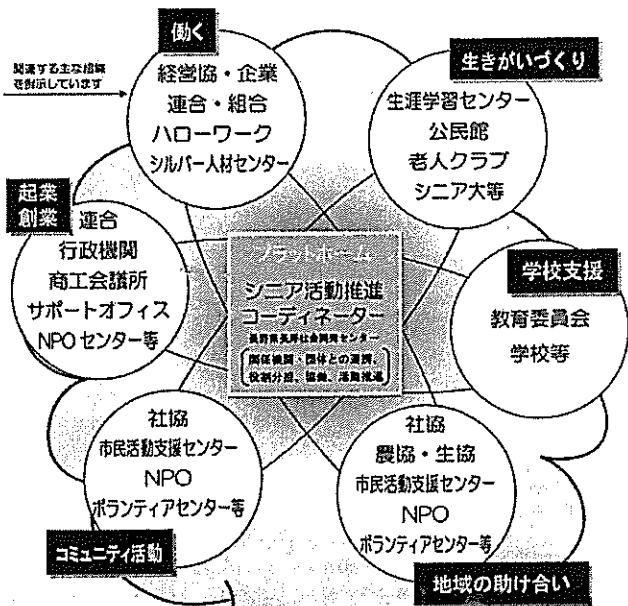 働く
関連する主な組織
を例示しています
経営協・企業
連合・組合
ハローワーク
シルバー人材センター
生きがいづくり
生涯学習センター
公民館
老人クラブ
シニア大等
起業
創業
連合
行政機関
商工会議所
サポートオフィス
NPOセンター等
プラットホーム
シニア活動推進
コーディネーター
長野県長寿社会開発センター
関係機関・団体との連携、
役割分担、協働、活動推進
学校支援
教育委員会
学校等
社協
市民活動支援センター
NPO
ボランティアセンター等
コミュニティ活動
社協
農協・生協
市民活動支援センター
NPO
ボランティアセンター等
地域の助け合い